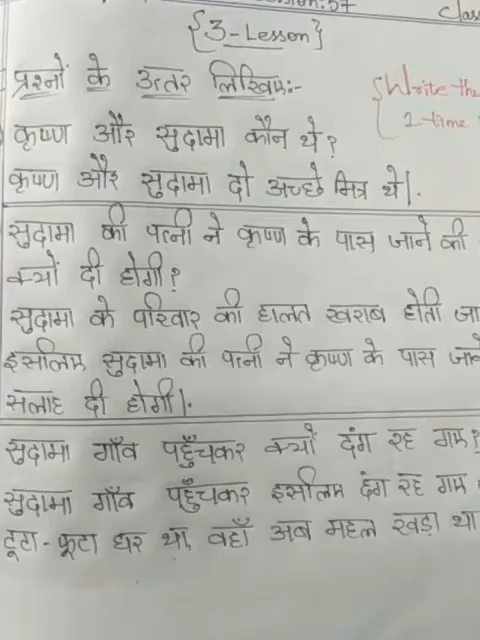 Class
{3-Lesson}
प्रश्नों के उत्तर लिखिए:-
{Write the
2-time
कृष्ण और सुदामा कौन थे?
कृष्ण और सुदामा दो अच्छे मित्र थे।.
सुदामा की पत्नी ने कृष्ण के पास जाने की
क्यों दी होगी?
सुदामा के परिवार की हालत खराब होती जा
इसलिए सुदामा की पत्नी ने कृष्ण के पास जाने
सलाह दी होगी।.
सुदामा गाँव पहुँचकर क्यों दंग रह गए?
सुदामा गाँव पहुँचकर इसलिए दंग रह गए
टूटा-फूटा घर था, वहाँ अब महल खड़ा था